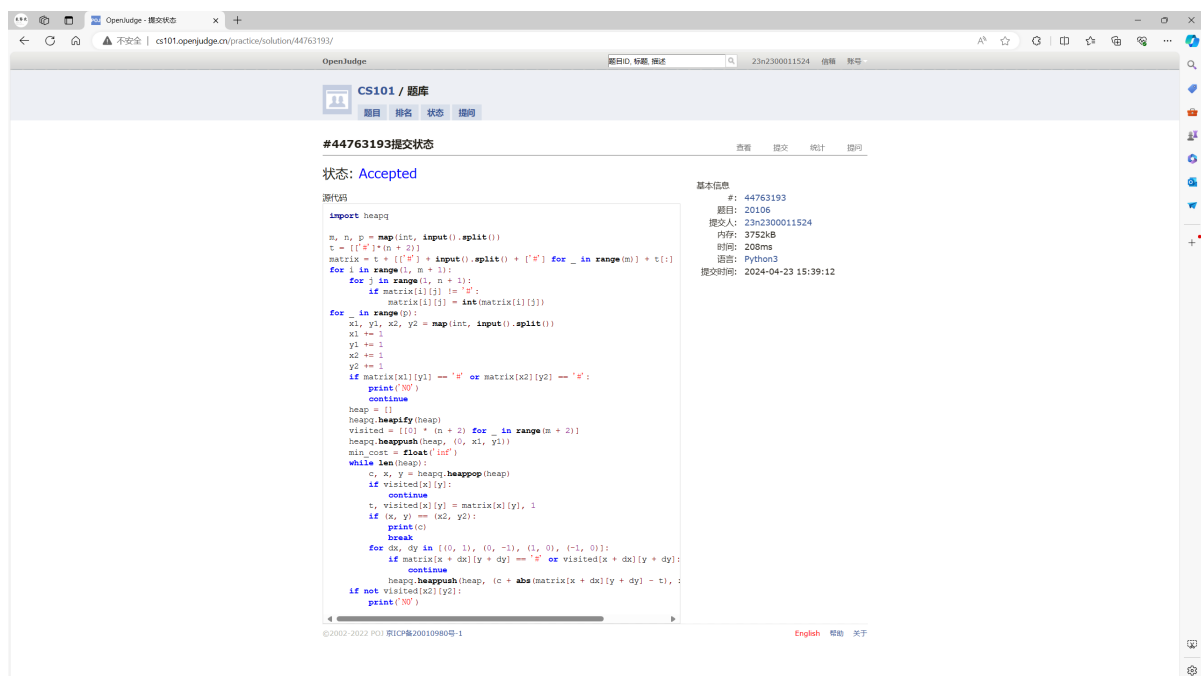 OpenJudge - 提交状态
不安全 | cs101.openjudge.cn/practice/solution/44763193/
OpenJudge
题目ID, 标题, 描述
23n2300011524 信箱 账号
CS101 / 题库
题目 排名 状态 提问
#44763193提交状态
查看 提交 统计 提问
状态: Accepted
源代码
import heapq
m, n, p = map(int, input().split())
t = [['#']*(n + 2)]
matrix = t + [['#'] + input().split() + ['#'] for _ in range(m)] + t[:]
for i in range(1, m + 1):
    for j in range(1, n + 1):
        if matrix[i][j] != '#':
            matrix[i][j] = int(matrix[i][j])
for _ in range(p):
    x1, y1, x2, y2 = map(int, input().split())
    x1 += 1
    y1 += 1
    x2 += 1
    y2 += 1
    if matrix[x1][y1] == '#' or matrix[x2][y2] == '#':
        print('NO')
        continue
    heap = []
    heapq.heapify(heap)
    visited = [[0] * (n + 2) for _ in range(m + 2)]
    heapq.heappush(heap, (0, x1, y1))
    min_cost = float('inf')
    while len(heap):
        c, x, y = heapq.heappop(heap)
        if visited[x][y]:
            continue
        t, visited[x][y] = matrix[x][y], 1
        if (x, y) == (x2, y2):
            print(c)
            break
        for dx, dy in [(0, 1), (0, -1), (1, 0), (-1, 0)]:
            if matrix[x + dx][y + dy] == '#' or visited[x + dx][y + dy]:
                continue
            heapq.heappush(heap, (c + abs(matrix[x + dx][y + dy] - t),
    if not visited[x2][y2]:
        print('NO')
基本信息
#: 44763193
题目: 20106
提交人: 23n2300011524
内存: 3752kB
时间: 208ms
语言: Python3
提交时间: 2024-04-23 15:39:12
©2002-2022 POJ 京ICP备20010980号-1
English 帮助 关于